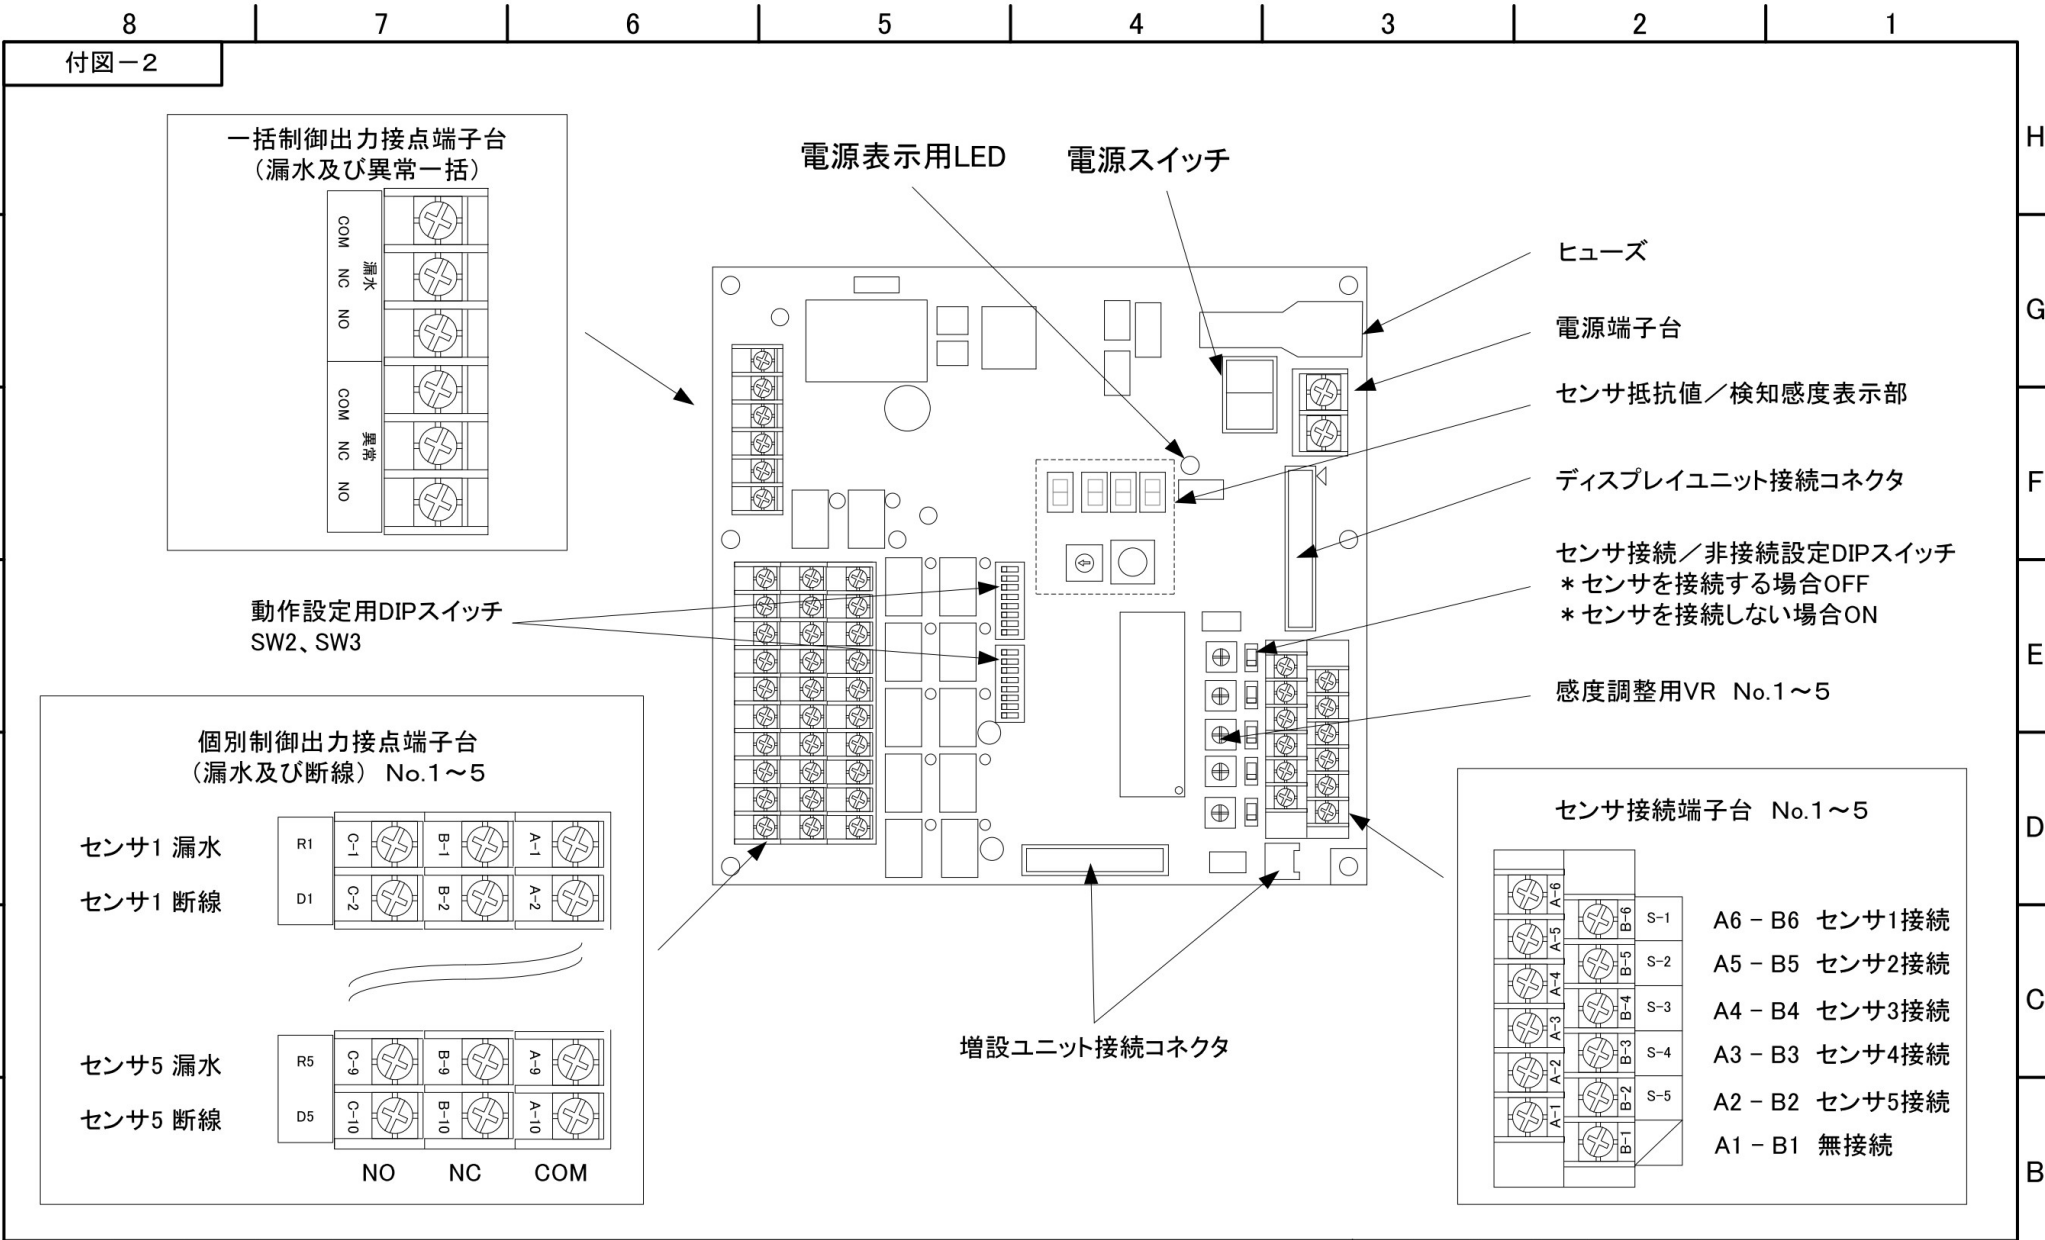 8 7 6 5 4 3 2 1
付図－2
H
G
F
E
D
C
B
一括制御出力接点端子台
（漏水及び異常一括）
COM NC NO
漏水
COM NC NO
異常
電源表示用LED
電源スイッチ
ヒューズ
電源端子台
センサ抵抗値／検知感度表示部
ディスプレイユニット接続コネクタ
センサ接続／非接続設定DIPスイッチ
＊センサを接続する場合OFF
＊センサを接続しない場合ON
感度調整用VR No.1～5
動作設定用DIPスイッチ
SW2、SW3
個別制御出力接点端子台
（漏水及び断線） No.1～5
センサ1 漏水 R1 C-1 B-1 A-1
センサ1 断線 D1 C-2 B-2 A-2
センサ5 漏水 R5 C-9 B-9 A-9
センサ5 断線 D5 C-10 B-10 A-10
NO NC COM
増設ユニット接続コネクタ
センサ接続端子台 No.1～5
A-6 B-6 S-1 A6 － B6 センサ1接続
A-5 B-5 S-2 A5 － B5 センサ2接続
A-4 B-4 S-3 A4 － B4 センサ3接続
A-3 B-3 S-4 A3 － B3 センサ4接続
A-2 B-2 S-5 A2 － B2 センサ5接続
A-1 B-1 A1 － B1 無接続